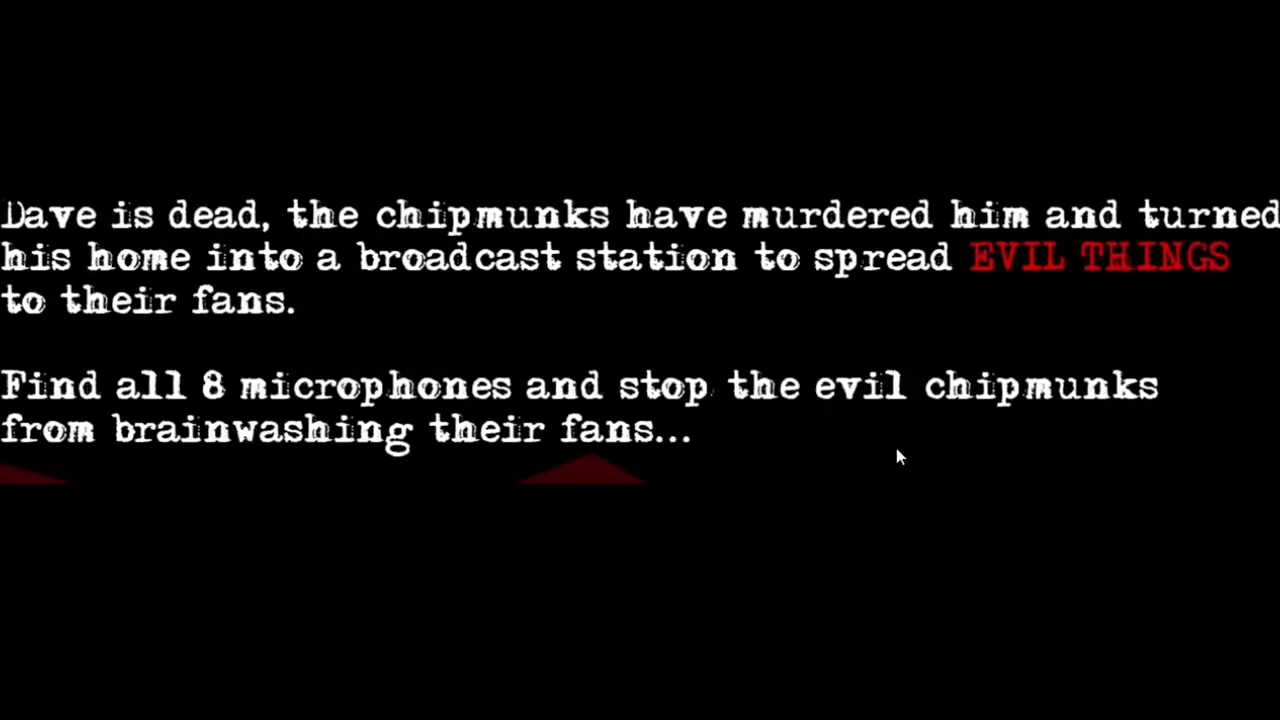 Dave is dead, the chipmunks have murdered him and turned
his home into a broadcast station to spread EVIL THINGS
to their fans.
Find all 8 microphones and stop the evil chipmunks
from brainwashing their fans...